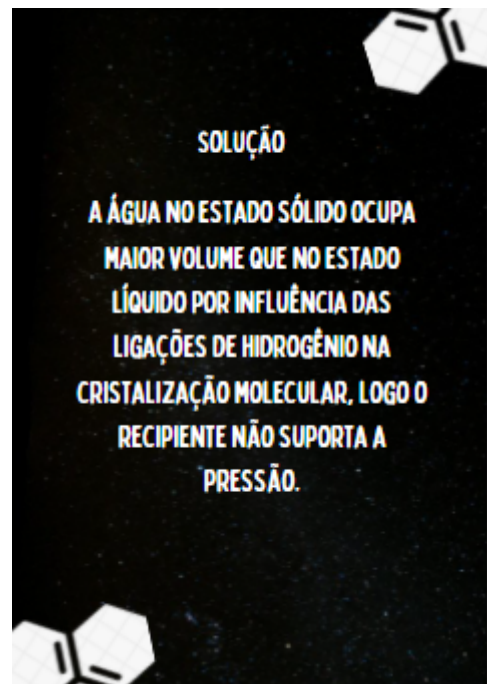 SOLUÇÃO
A ÁGUA NO ESTADO SÓLIDO OCUPA
MAIOR VOLUME QUE NO ESTADO
LÍQUIDO POR INFLUÊNCIA DAS
LIGAÇÕES DE HIDROGÊNIO NA
CRISTALIZAÇÃO MOLECULAR, LOGO O
RECIPIENTE NÃO SUPORTA A
PRESSÃO.